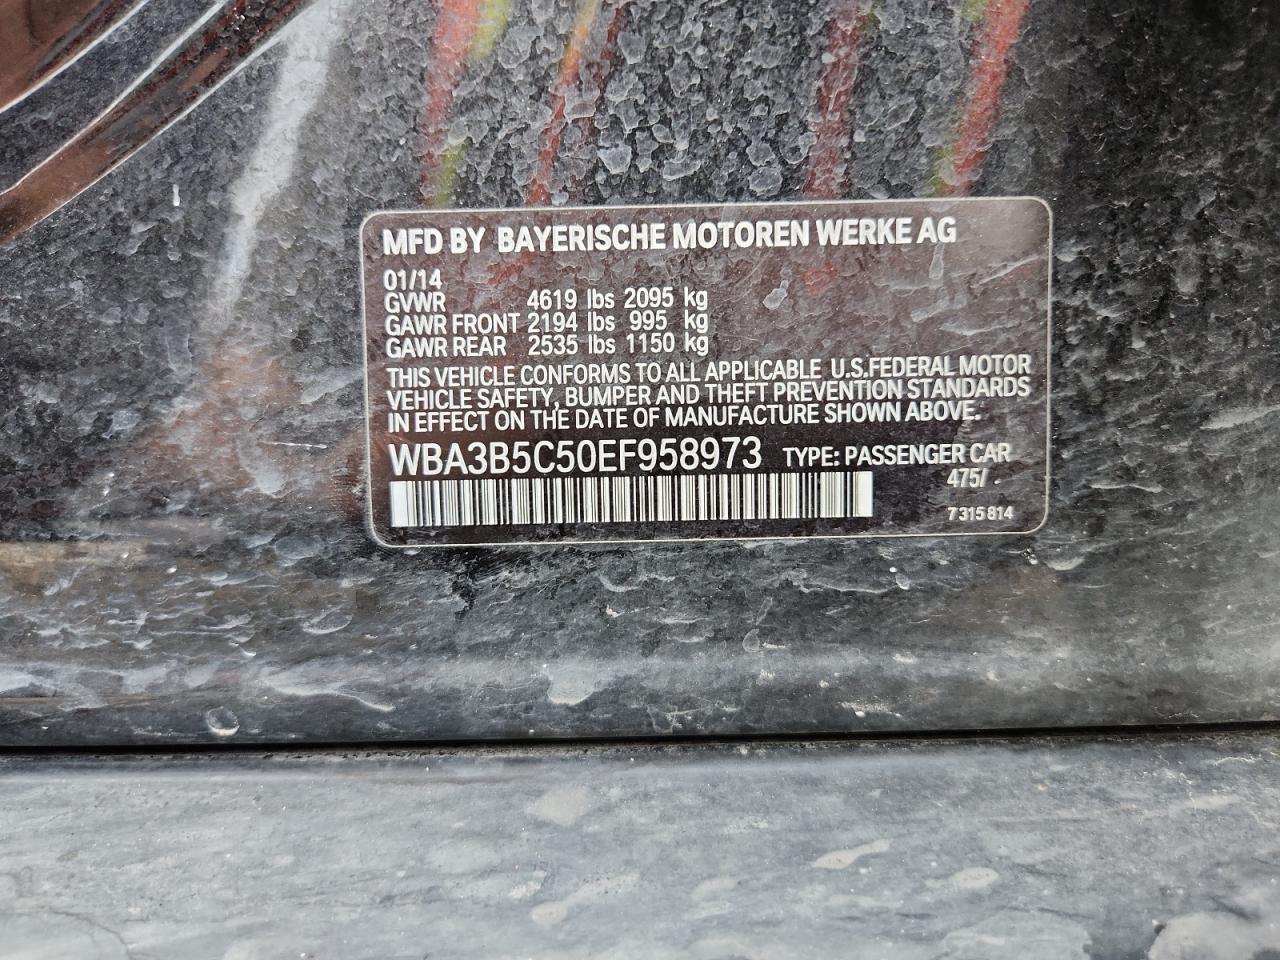 MFD BY BAYERISCHE MOTOREN WERKE AG
01/14
GVWR 4619 lbs 2095 kg
GAWR FRONT 2194 lbs 995 kg
GAWR REAR 2535 lbs 1150 kg
THIS VEHICLE CONFORMS TO ALL APPLICABLE U.S.FEDERAL MOTOR
VEHICLE SAFETY, BUMPER AND THEFT PREVENTION STANDARDS
IN EFFECT ON THE DATE OF MANUFACTURE SHOWN ABOVE.
WBA3B5C50EF958973 TYPE: PASSENGER CAR
475/
7315814